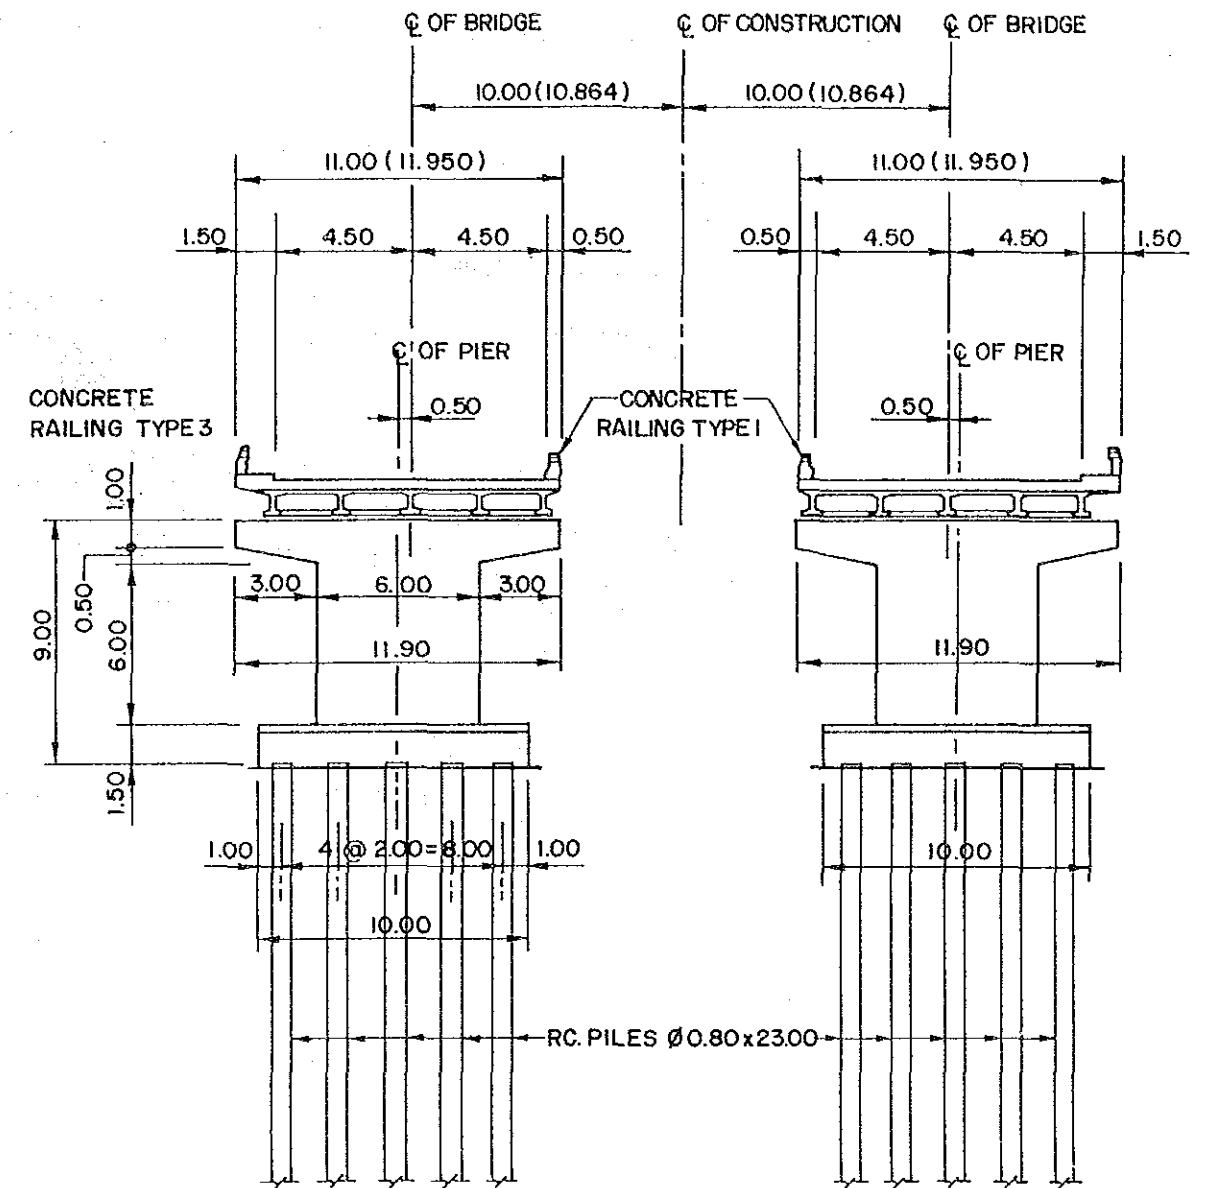 ℄ OF BRIDGE
℄ OF CONSTRUCTION
℄ OF BRIDGE
10.00(10.864)
10.00(10.864)
11.00(11.950)
11.00(11.950)
1.50
4.50
4.50
0.50
0.50
4.50
4.50
1.50
℄ OF PIER
℄ OF PIER
CONCRETE
RAILING TYPE 3
0.50
CONCRETE
RAILING TYPE 1
0.50
1.00
0.50
9.00
6.00
1.50
3.00
6.00
3.00
11.90
11.90
1.00
4 @ 2.00=8.00
1.00
10.00
10.00
RC. PILES Ø0.80x23.00